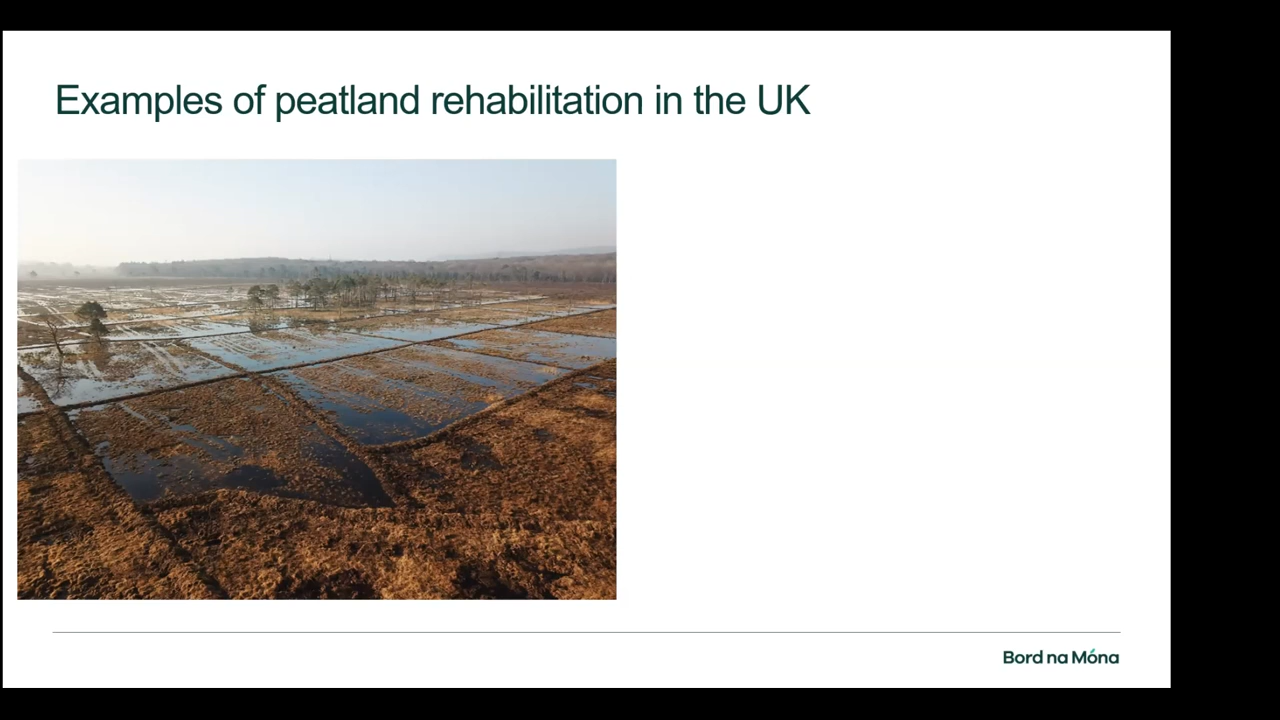 Examples of peatland rehabilitation in the UK
Bord na Móna